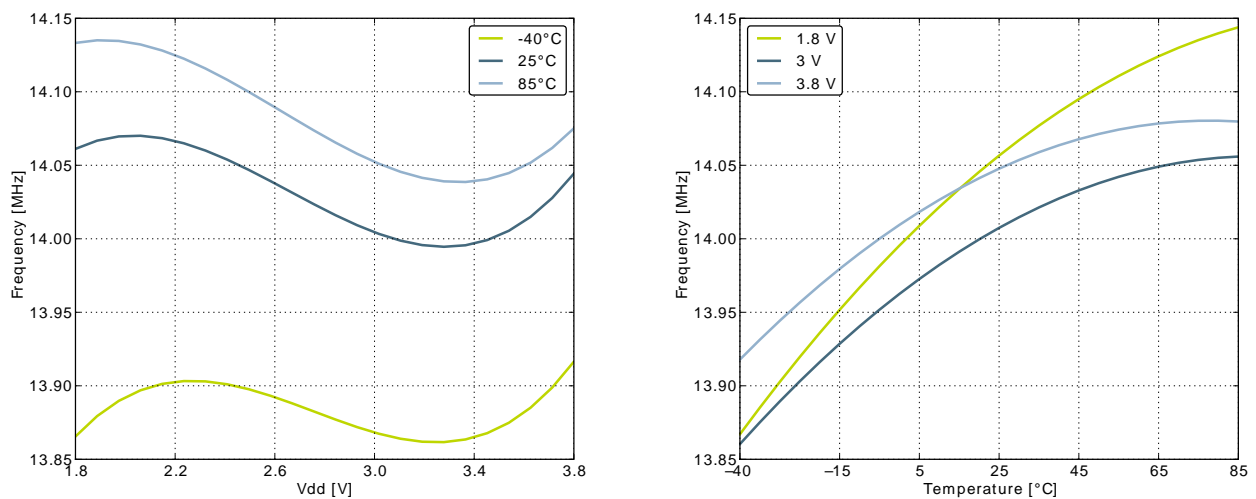 14.15
14.10
14.05
14.00
13.95
13.90
13.85
Frequency [MHz]
-40°C
25°C
85°C
1.8 2.2 2.6 3.0 3.4 3.8
Vdd [V]
14.15
14.10
14.05
14.00
13.95
13.90
13.85
Frequency [MHz]
1.8 V
3 V
3.8 V
–40 –15 5 25 45 65 85
Temperature [°C]